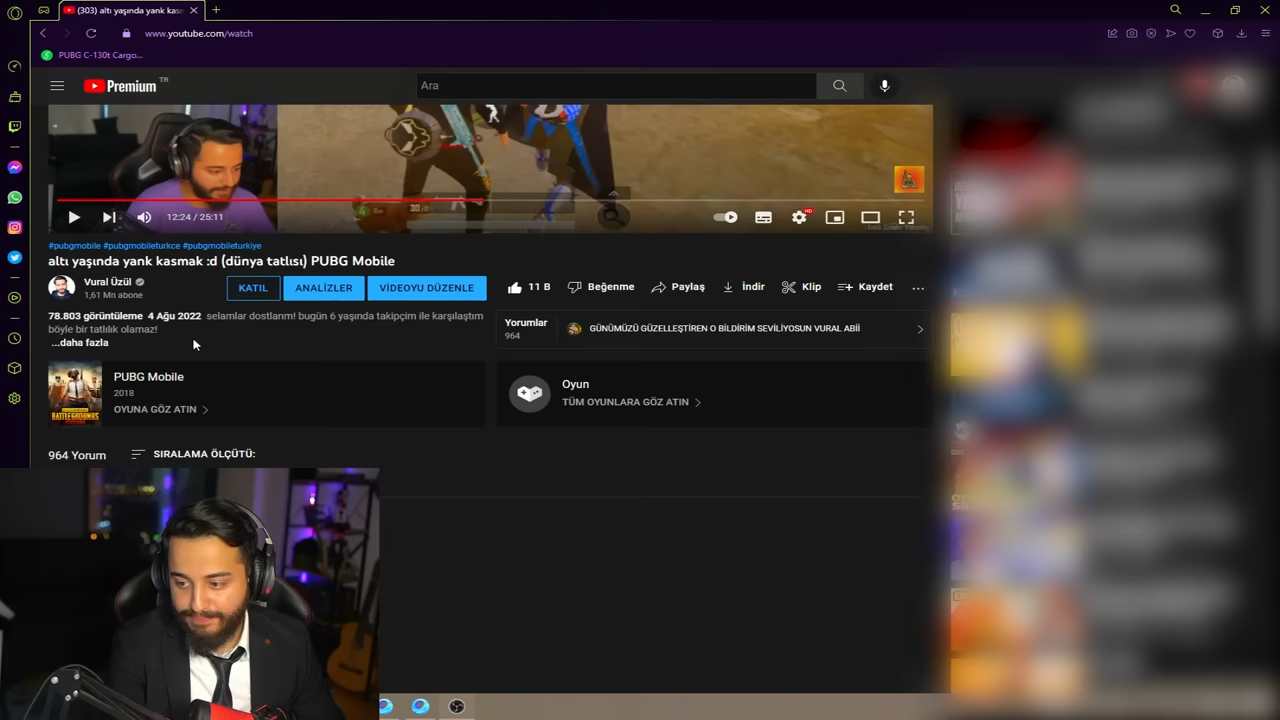 (303) altı yaşında yank kas
www.youtube.com/watch
PUBG C-130t Cargo...
Premium TR
Ara
12:24 / 25:11
HD
#pubgmobile #pubgmobileturkce #pubgmobileturkiye
altı yaşında yank kasmak :d (dünya tatlısı) PUBG Mobile
Vural Üzül
1,61 Mn abone
KATIL
ANALİZLER
VİDEOYU DÜZENLE
11 B
Beğenme
Paylaş
İndir
Klip
Kaydet
...
78.803 görüntüleme 4 Ağu 2022 selamlar dostlarım! bugün 6 yaşında takipçim ile karşılaştım
böyle bir tatlılık olamaz!
...daha fazla
Yorumlar
964
GÜNÜMÜZÜ GÜZELLEŞTİREN O BİLDİRİM SEVİLİYOSUN VURAL ABİİ
PUBG Mobile
2018
OYUNA GÖZ ATIN
Oyun
TÜM OYUNLARA GÖZ ATIN
964 Yorum
SIRALAMA ÖLÇÜTÜ: